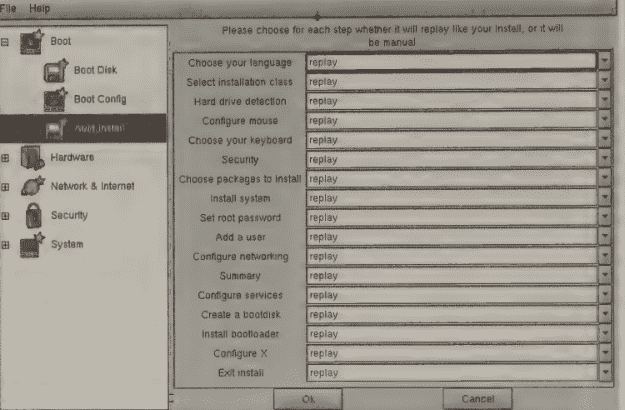 File Help
Boot
Boot Disk
Boot Config
Auto Install
Hardware
Network & Internet
Security
System
Please choose for each step whether it will replay like your install, or it will
be manual
Choose your language replay
Select installation class replay
Hard drive detection replay
Configure mouse replay
Choose your keyboard replay
Security replay
Choose packages to install replay
Install system replay
Set root password replay
Add a user replay
Configure networking replay
Summary replay
Configure services replay
Create a bootdisk replay
Install bootloader replay
Configure X replay
Exit install replay
Ok Cancel